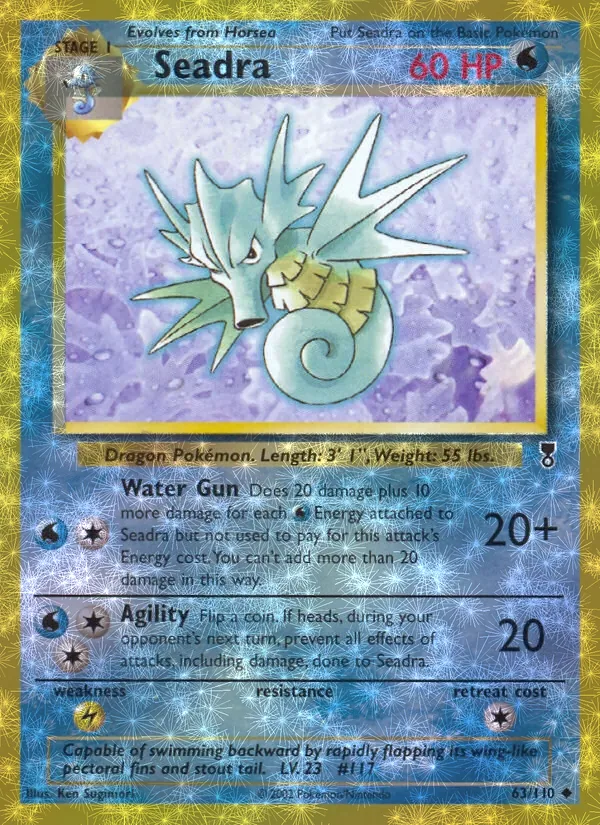 Evolves from Horsea Put Seadra on the Basic Pokémon
STAGE 1
Seadra 60 HP
Dragon Pokémon. Length: 3' 1", Weight: 55 lbs.
Water Gun Does 20 damage plus 10
more damage for each Energy attached to
Seadra but not used to pay for this attack's
Energy cost. You can't add more than 20
damage in this way.
20+
Agility Flip a coin. If heads, during your
opponent's next turn, prevent all effects of
attacks, including damage, done to Seadra.
20
weakness resistance retreat cost
Capable of swimming backward by rapidly flapping its wing-like
pectoral fins and stout tail. LV. 23 #117
Illus. Ken Sugimori ©2002 Pokémon/Nintendo 63/110